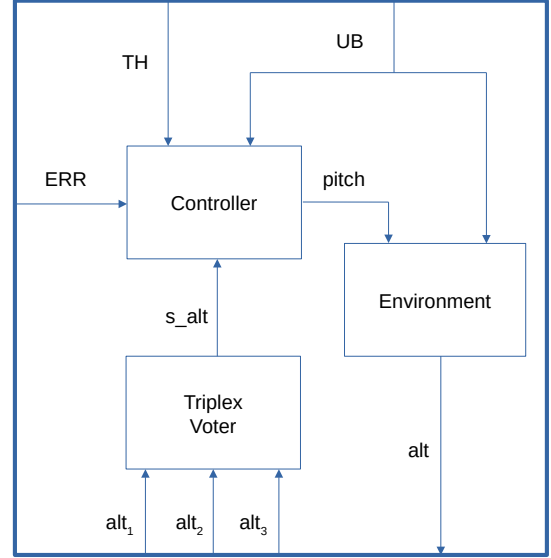 UB
TH
ERR
Controller
pitch
Environment
s_alt
Triplex
Voter
alt
alt₁
alt₂
alt₃